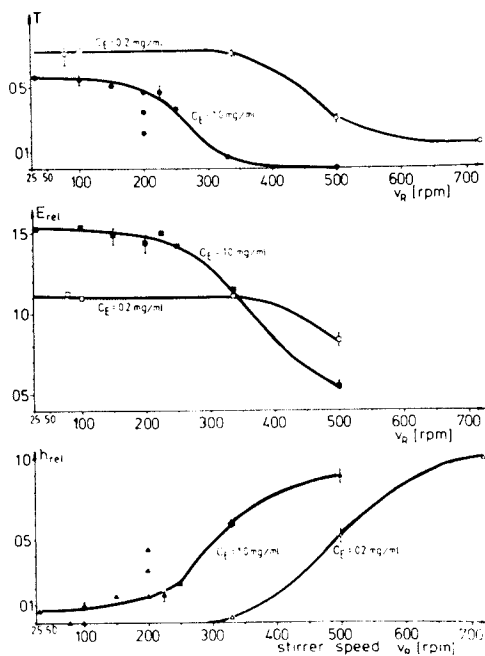 T
C_E=0.2 mg/ml
0.5
C_E=1.0 mg/ml
0.1
25 50 100 200 300 400 500 600 700
v_R [rpm]
E_rel
1.5
C_E=1.0 mg/ml
1.0
C_E=0.2 mg/ml
0.5
25 50 100 200 300 400 500 600 700
v_R [rpm]
1.0
h_rel
0.5
C_E=1.0 mg/ml
C_E=0.2 mg/ml
0.1
25 50 100 200 300 400 500 600 700
stirrer speed v_R [rpm]